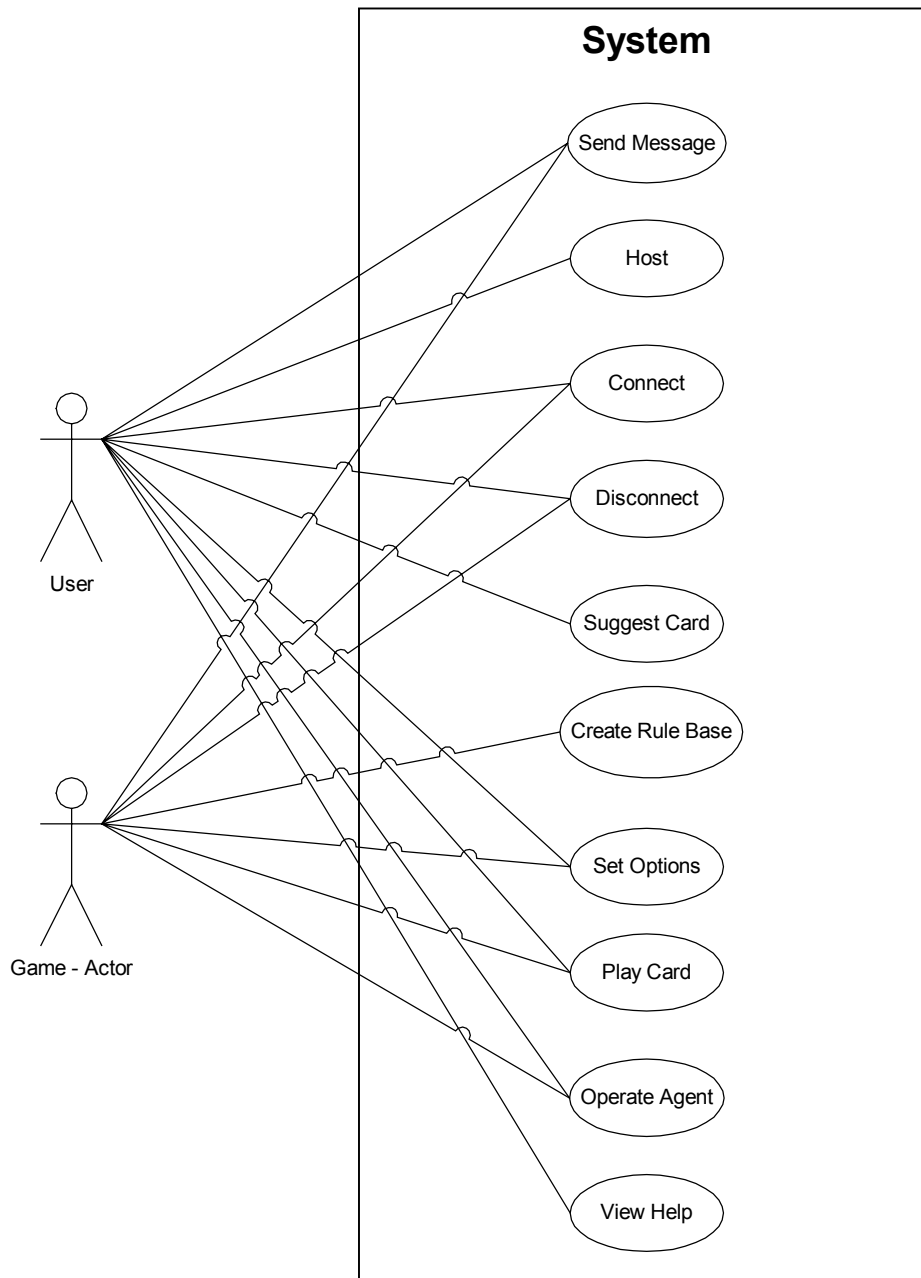 System
Send Message
Host
Connect
Disconnect
User
Suggest Card
Create Rule Base
Set Options
Game - Actor
Play Card
Operate Agent
View Help